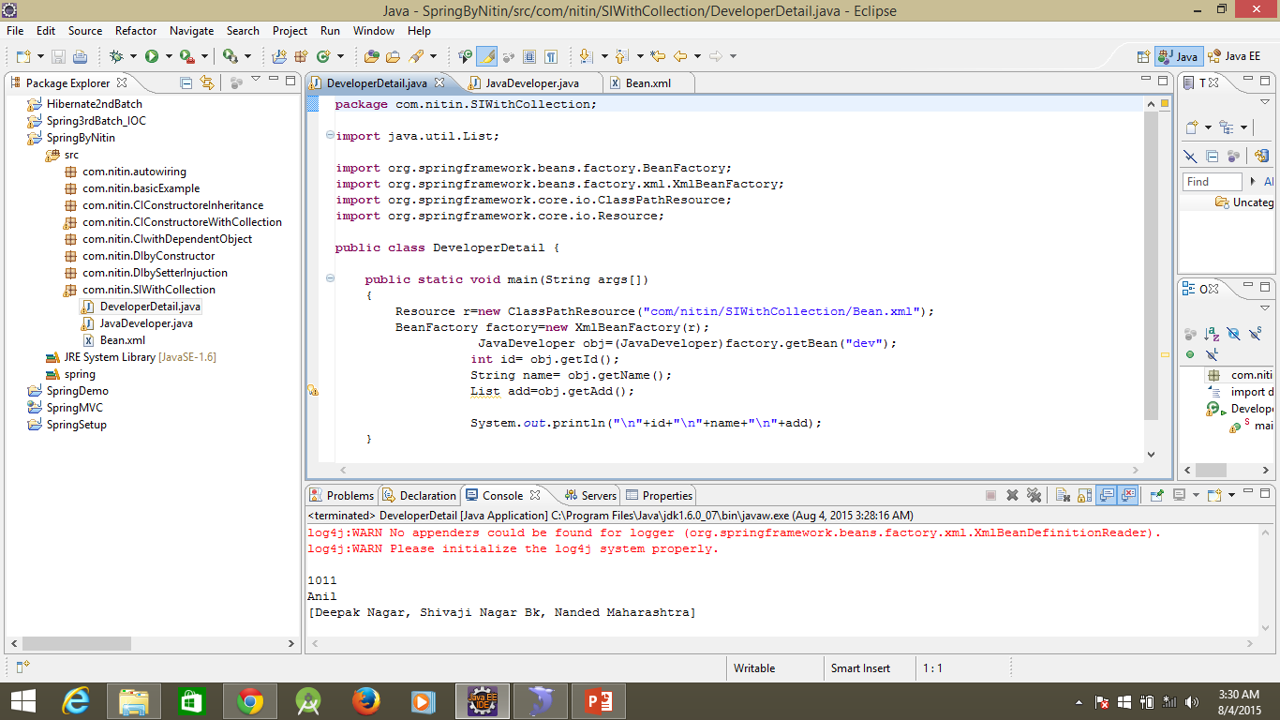 Java - SpringByNitin/src/com/nitin/SIWithCollection/DeveloperDetail.java - Eclipse
File Edit Source Refactor Navigate Search Project Run Window Help
Java Java EE
Package Explorer
Hibernate2ndBatch
Spring3rdBatch_IOC
SpringByNitin
src
com.nitin.autowiring
com.nitin.basicExample
com.nitin.CIConstructoreInheritance
com.nitin.CIConstructoreWithCollection
com.nitin.CIwithDependentObject
com.nitin.DIbyConstructor
com.nitin.DIbySetterInjuction
com.nitin.SIWithCollection
DeveloperDetail.java
JavaDeveloper.java
Bean.xml
JRE System Library [JavaSE-1.6]
spring
SpringDemo
SpringMVC
SpringSetup
DeveloperDetail.java JavaDeveloper.java Bean.xml
package com.nitin.SIWithCollection;
import java.util.List;
import org.springframework.beans.factory.BeanFactory;
import org.springframework.beans.factory.xml.XmlBeanFactory;
import org.springframework.core.io.ClassPathResource;
import org.springframework.core.io.Resource;
public class DeveloperDetail {
public static void main(String args[])
{
Resource r=new ClassPathResource("com/nitin/SIWithCollection/Bean.xml");
BeanFactory factory=new XmlBeanFactory(r);
JavaDeveloper obj=(JavaDeveloper)factory.getBean("dev");
int id= obj.getId();
String name= obj.getName();
List add=obj.getAdd();
System.out.println("\n"+id+"\n"+name+"\n"+add);
}
T
Find Al
Uncateg
O
com.niti
import d
Develope
S mai
Problems Declaration Console Servers Properties
<terminated> DeveloperDetail [Java Application] C:\Program Files\Java\jdk1.6.0_07\bin\javaw.exe (Aug 4, 2015 3:28:16 AM)
log4j:WARN No appenders could be found for logger (org.springframework.beans.factory.xml.XmlBeanDefinitionReader).
log4j:WARN Please initialize the log4j system properly.
1011
Anil
[Deepak Nagar, Shivaji Nagar Bk, Nanded Maharashtra]
Writable Smart Insert 1 : 1
Java EE
IDE
3:30 AM
8/4/2015